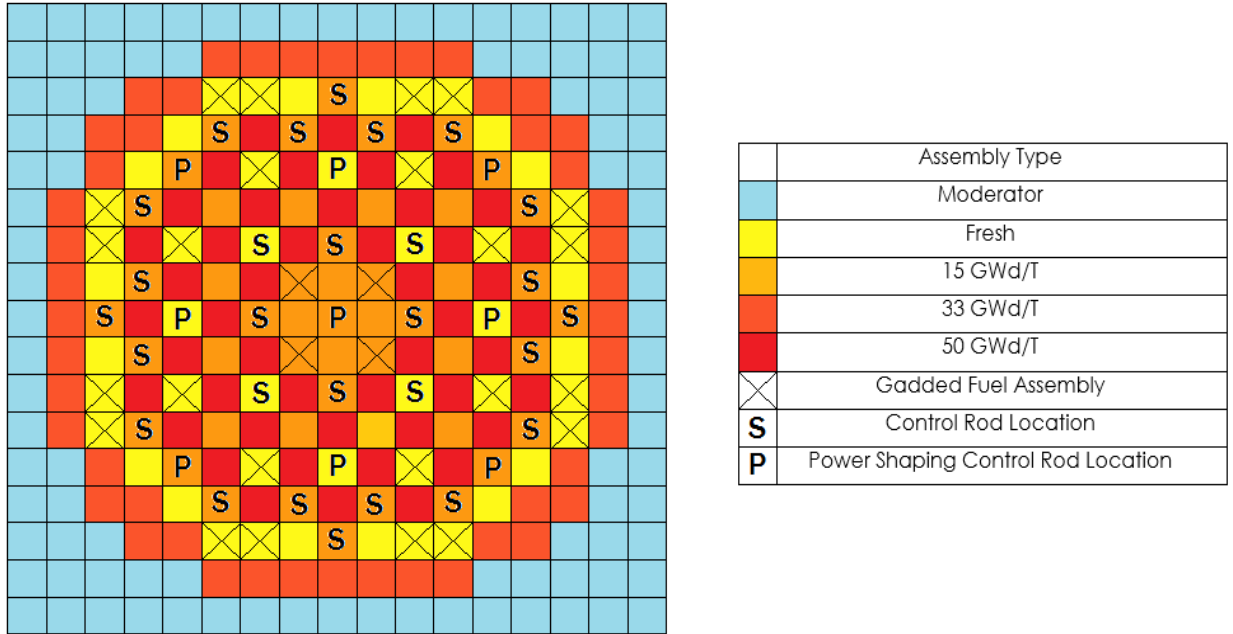 S
S S S S
P P P
S S
S S S
S S
S P S P S P S
S S
S S S
S S
P P P
S S S S
S
Assembly Type
Moderator
Fresh
15 GWd/T
33 GWd/T
50 GWd/T
Gadded Fuel Assembly
S Control Rod Location
P Power Shaping Control Rod Location